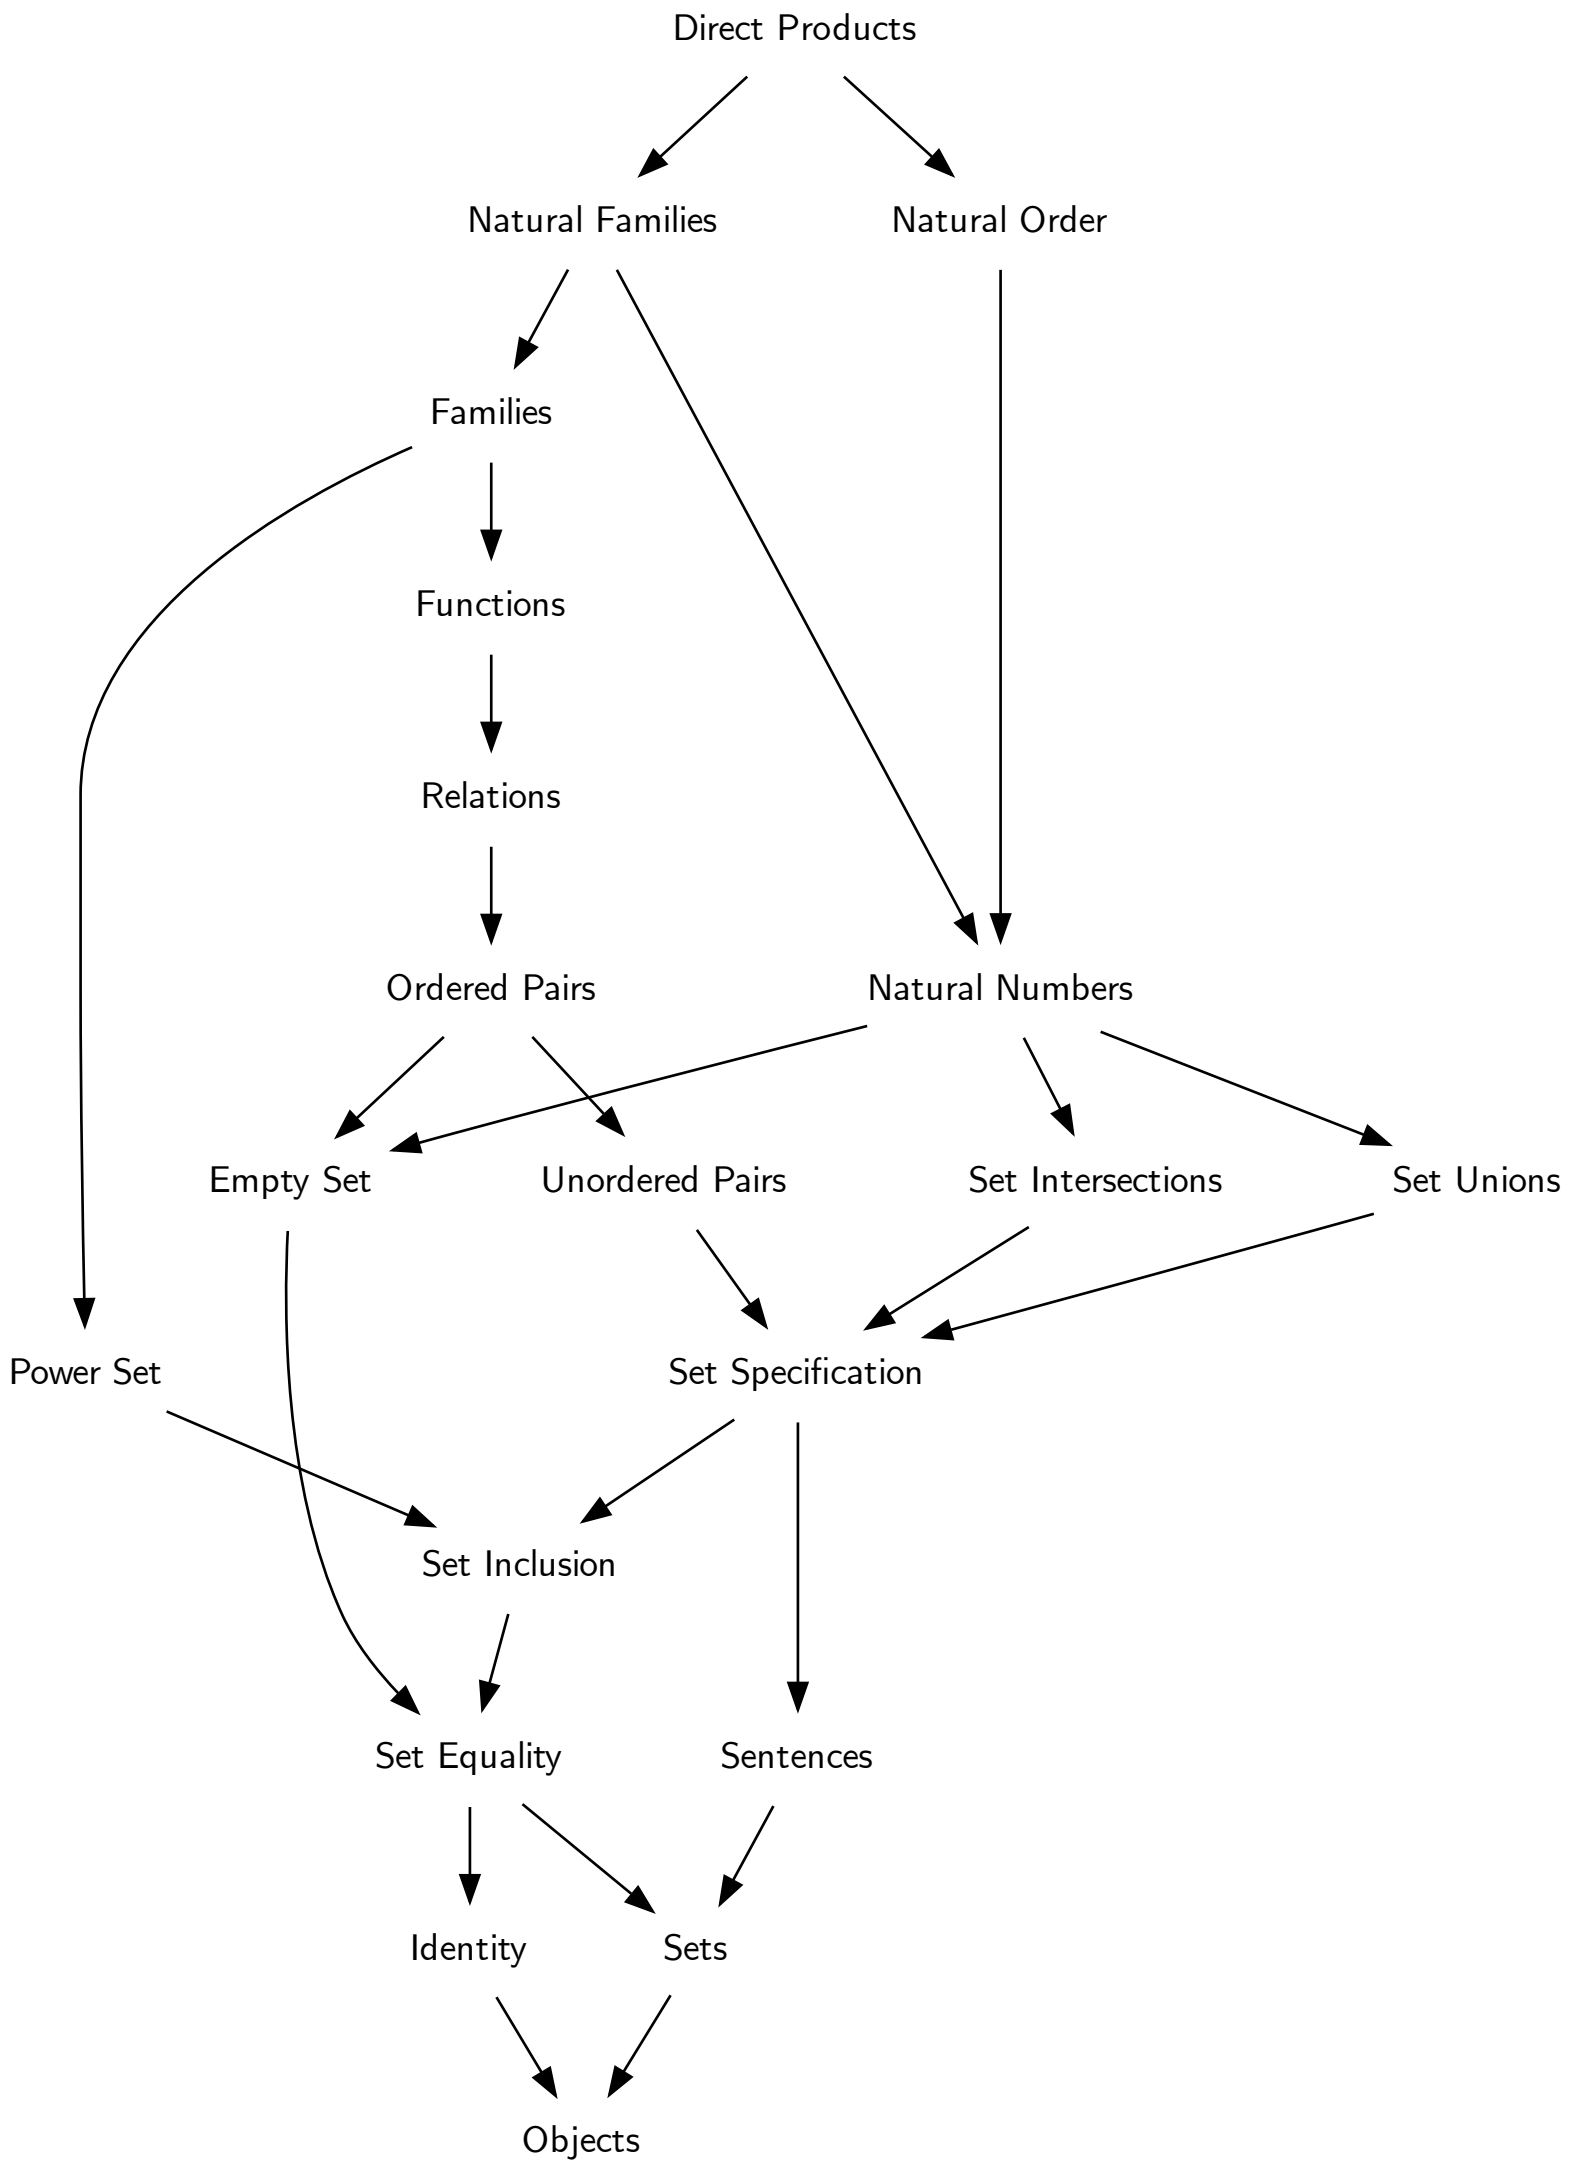 Direct Products
Natural Families
Natural Order
Families
Functions
Relations
Ordered Pairs
Natural Numbers
Empty Set
Unordered Pairs
Set Intersections
Set Unions
Power Set
Set Specification
Set Inclusion
Set Equality
Sentences
Identity
Sets
Objects